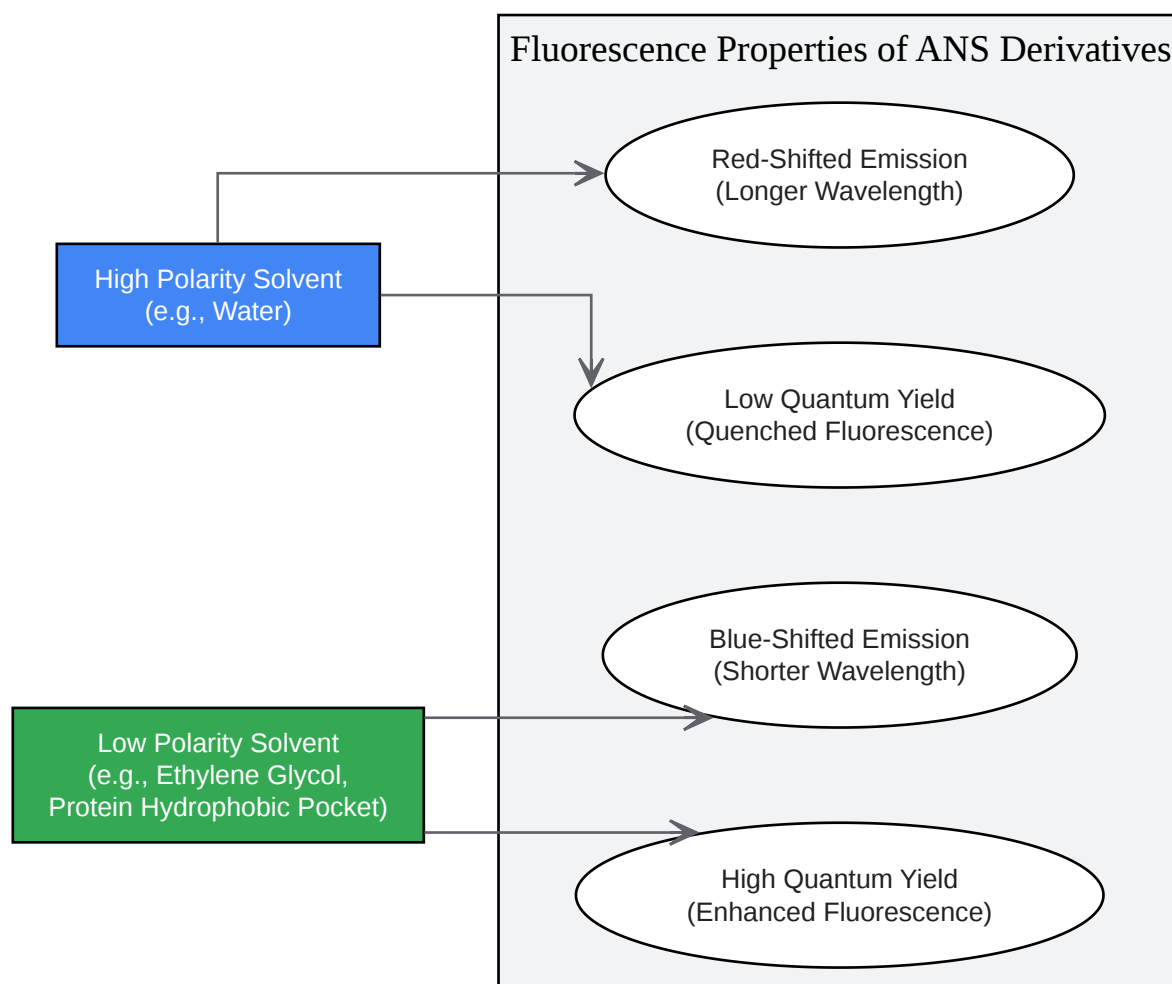 Fluorescence Properties of ANS Derivatives
Red-Shifted Emission
(Longer Wavelength)
High Polarity Solvent
(e.g., Water)
Low Quantum Yield
(Quenched Fluorescence)
Blue-Shifted Emission
(Shorter Wavelength)
Low Polarity Solvent
(e.g., Ethylene Glycol,
Protein Hydrophobic Pocket)
High Quantum Yield
(Enhanced Fluorescence)